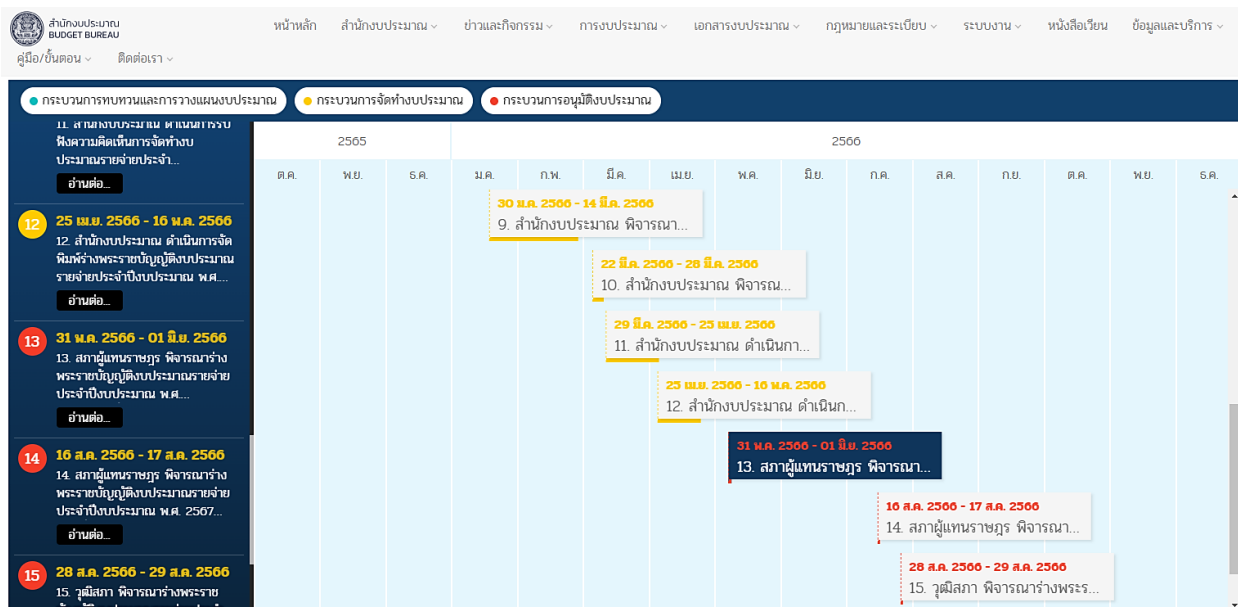 สำนักงบประมาณ
BUDGET BUREAU
หน้าหลัก สำนักงบประมาณ ข่าวและกิจกรรม การงบประมาณ เอกสารงบประมาณ กฎหมายและระเบียบ ระบบงาน หนังสือเวียน ข้อมูลและบริการ
คู่มือ/ขั้นตอน ติดต่อเรา
กระบวนการทบทวนและการวางแผนงบประมาณ กระบวนการจัดทำงบประมาณ กระบวนการอนุมัติงบประมาณ
11. สำนักงบประมาณ ดำเนินการรับ
ฟังความคิดเห็นการจัดทำงบ
ประมาณรายจ่ายประจำ...
อ่านต่อ...
12
25 เม.ย. 2566 - 16 พ.ค. 2566
12. สำนักงบประมาณ ดำเนินการจัด
พิมพ์ร่างพระราชบัญญัติงบประมาณ
รายจ่ายประจำปีงบประมาณ พ.ศ....
อ่านต่อ...
13
31 พ.ค. 2566 - 01 มิ.ย. 2566
13. สภาผู้แทนราษฎร พิจารณาร่าง
พระราชบัญญัติงบประมาณรายจ่าย
ประจำปีงบประมาณ พ.ศ....
อ่านต่อ...
14
16 ส.ค. 2566 - 17 ส.ค. 2566
14. สภาผู้แทนราษฎร พิจารณาร่าง
พระราชบัญญัติงบประมาณรายจ่าย
ประจำปีงบประมาณ พ.ศ. 2567...
อ่านต่อ...
15
28 ส.ค. 2566 - 29 ส.ค. 2566
15. วุฒิสภา พิจารณาร่างพระราช
2565 2566
ต.ค. พ.ย. ธ.ค. ม.ค. ก.พ. มี.ค. เม.ย. พ.ค. มิ.ย. ก.ค. ส.ค. ก.ย. ต.ค. พ.ย. ธ.ค.
30 ม.ค. 2566 - 14 มี.ค. 2566
9. สำนักงบประมาณ พิจารณา...
22 มี.ค. 2566 - 28 มี.ค. 2566
10. สำนักงบประมาณ พิจารณ...
29 มี.ค. 2566 - 25 เม.ย. 2566
11. สำนักงบประมาณ ดำเนินกา...
25 เม.ย. 2566 - 16 พ.ค. 2566
12. สำนักงบประมาณ ดำเนินก...
31 พ.ค. 2566 - 01 มิ.ย. 2566
13. สภาผู้แทนราษฎร พิจารณา...
16 ส.ค. 2566 - 17 ส.ค. 2566
14. สภาผู้แทนราษฎร พิจารณา...
28 ส.ค. 2566 - 29 ส.ค. 2566
15. วุฒิสภา พิจารณาร่างพระร...